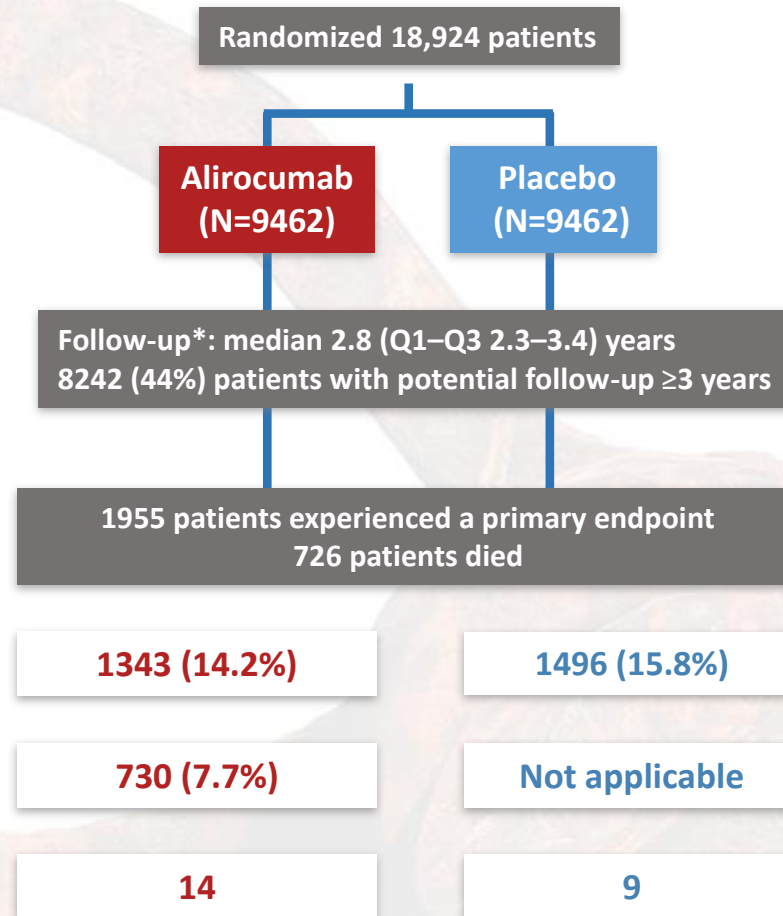 Randomized 18,924 patients
Alirocumab
(N=9462)
Placebo
(N=9462)
Follow-up*: median 2.8 (Q1–Q3 2.3–3.4) years
8242 (44%) patients with potential follow-up ≥3 years
1955 patients experienced a primary endpoint
726 patients died
1343 (14.2%)
1496 (15.8%)
730 (7.7%)
Not applicable
14
9